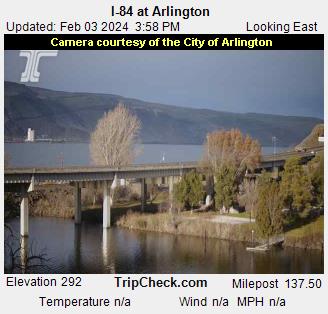 I-84 at Arlington
Updated: Feb 03 2024 3:58 PM Looking East
Camera courtesy of the City of Arlington
Elevation 292 TripCheck.com Milepost 137.50
Temperature n/a Wind n/a MPH n/a